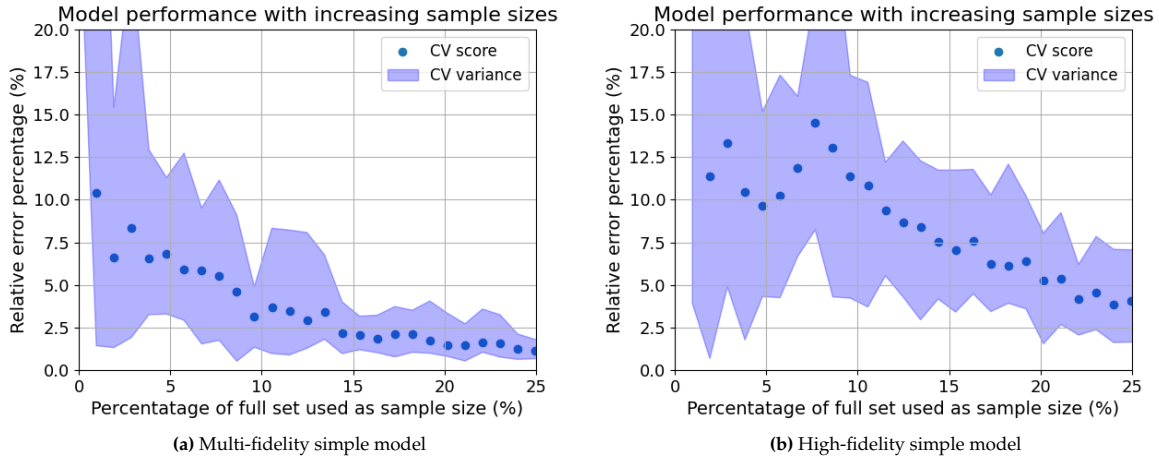 Model performance with increasing sample sizes
20.0
17.5
15.0
12.5
10.0
7.5
5.0
2.5
0.0
Relative error percentage (%)
CV score
CV variance
0 5 10 15 20 25
Percentatage of full set used as sample size (%)
(a) Multi-fidelity simple model
Model performance with increasing sample sizes
20.0
17.5
15.0
12.5
10.0
7.5
5.0
2.5
0.0
Relative error percentage (%)
CV score
CV variance
0 5 10 15 20 25
Percentatage of full set used as sample size (%)
(b) High-fidelity simple model